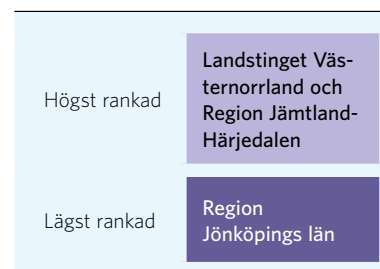 Högst rankad
Landstinget Väs-
ternorrland och
Region Jämtland-
Härjedalen
Lägst rankad
Region
Jönköpings län